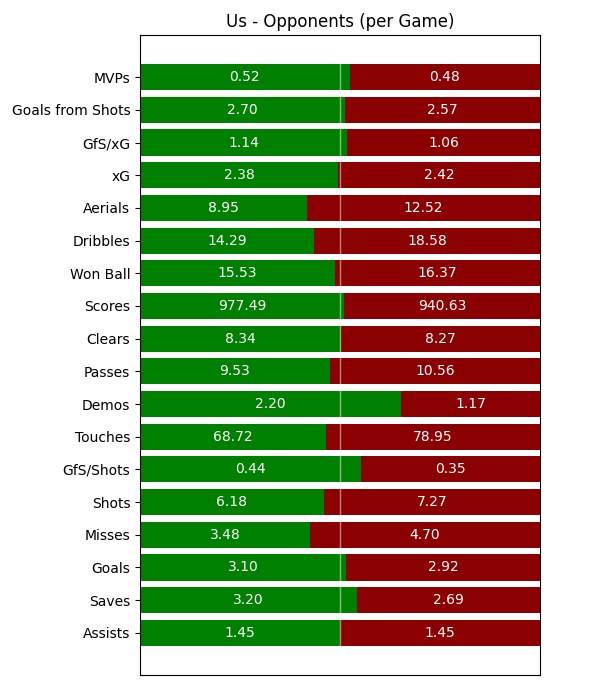 Us - Opponents (per Game)
MVPs 0.52 0.48
Goals from Shots 2.70 2.57
GfS/xG 1.14 1.06
xG 2.38 2.42
Aerials 8.95 12.52
Dribbles 14.29 18.58
Won Ball 15.53 16.37
Scores 977.49 940.63
Clears 8.34 8.27
Passes 9.53 10.56
Demos 2.20 1.17
Touches 68.72 78.95
GfS/Shots 0.44 0.35
Shots 6.18 7.27
Misses 3.48 4.70
Goals 3.10 2.92
Saves 3.20 2.69
Assists 1.45 1.45